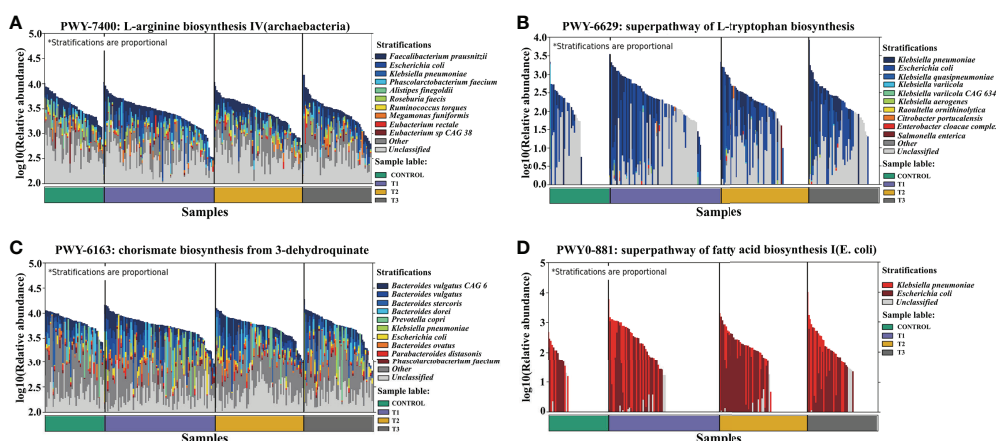 A
PWY-7400: L-arginine biosynthesis IV(archaebacteria)
*Stratifications are proportional
log10(Relative abundance)
5.0
4.5
4.0
3.5
3.0
2.5
2.0
Samples
Stratifications
Faecalibacterium prausnitzii
Escherichia coli
Klebsiella pneumoniae
Phascolarctobacterium faecium
Alistipes finegoldii
Roseburia faecis
Ruminococcus torques
Megamonas funiformis
Eubacterium rectale
Eubacterium sp CAG 38
Other
Unclassified
Sample lable:
CONTROL
T1
T2
T3
B
PWY-6629: superpathway of L-tryptophan biosynthesis
*Stratifications are proportional
log10(Relative abundance)
4.0
3.5
3.0
2.5
2.0
1.5
1.0
0.5
0.0
Samples
Stratifications
Klebsiella pneumoniae
Escherichia coli
Klebsiella quasipneumoniae
Klebsiella variicola
Klebsiella varicola CAG 634
Klebsiella aerogenes
Raoultella ornithinolytica
Citrobacter portucalensis
Enterobacter cloacae comple.
Salmonella enterica
Other
Unclassified
Sample lable:
CONTROL
T1
T2
T3
C
PWY-6163: chorismate biosynthesis from 3-dehydroquinate
*Stratifications are proportional
log10(Relative abundance)
5.0
4.5
4.0
3.5
3.0
2.5
2.0
Samples
Stratifications
Bacteroides vulgatus CAG 6
Bacteroides vulgatus
Bacteroides stercoris
Bacteroides dorei
Prevotella copri
Klebsiella pneumoniae
Escherichia coli
Bacteroides ovatus
Parabacteroides distasonis
Phascolarctobacterium faecium
Other
Unclassified
Sample lable:
CONTROL
T1
T2
T3
D
PWY0-881: superpathway of fatty acid biosynthesis I(E. coli)
*Stratifications are proportional
log10(Relative abundance)
5
4
3
2
1
0
Samples
Stratifications
Klebsiella pneumoniae
Escherichia coli
Unclassified
Sample lable:
CONTROL
T1
T2
T3